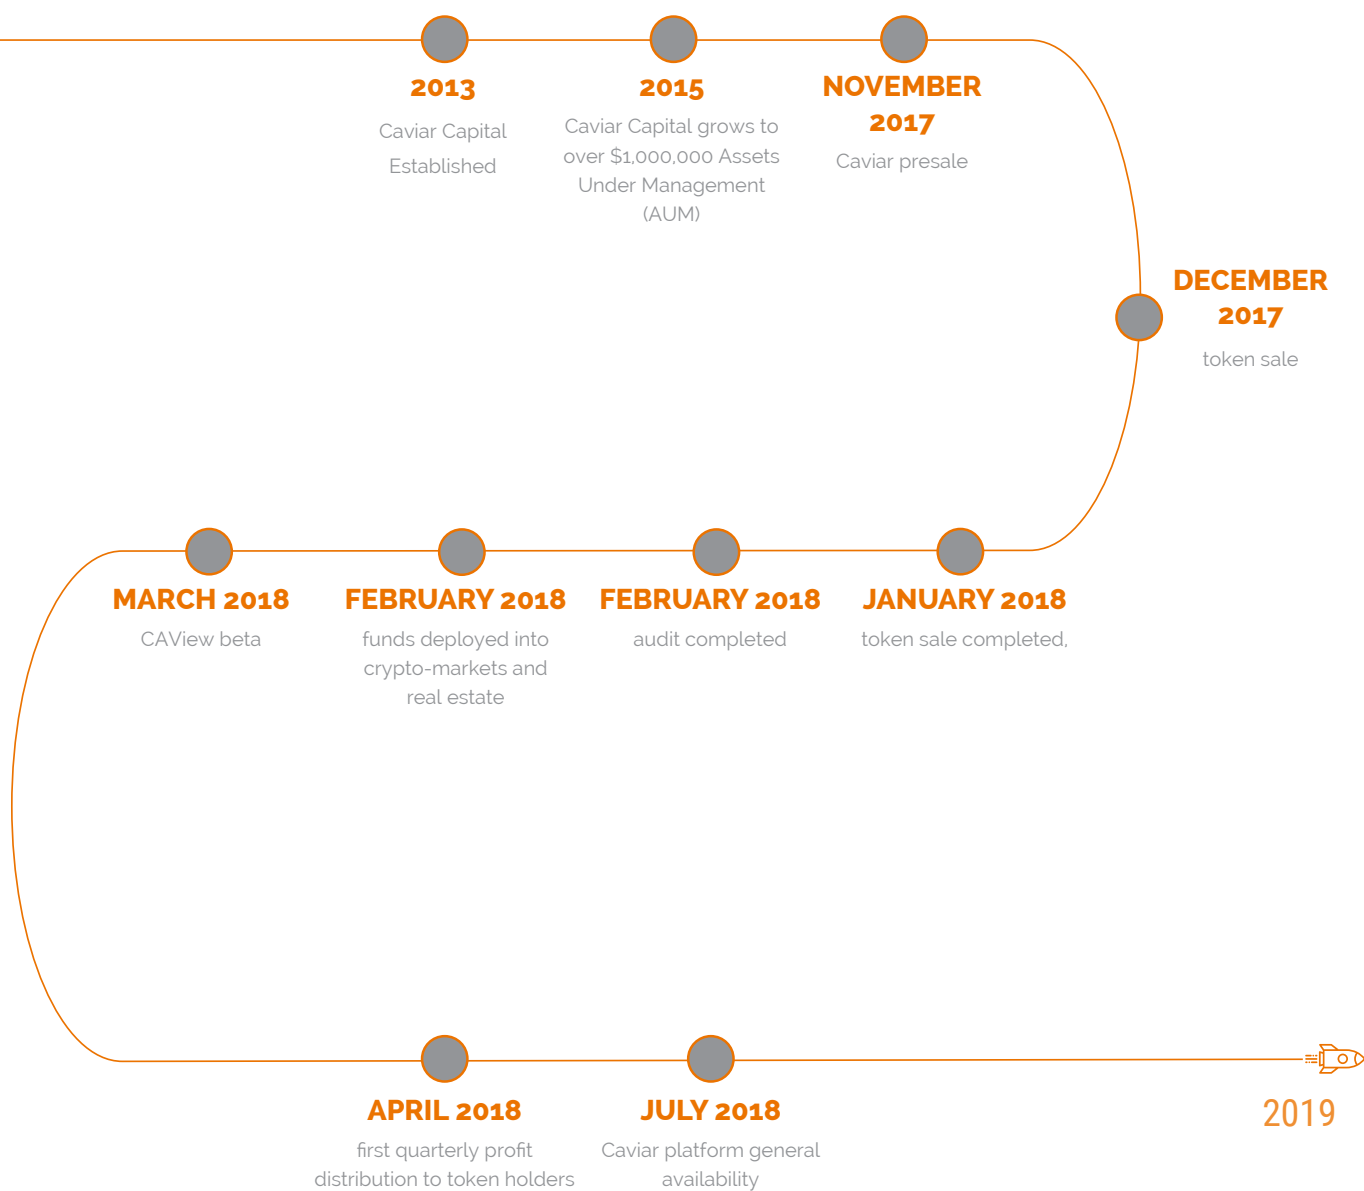 2013
Caviar Capital
Established
2015
Caviar Capital grows to
over $1,000,000 Assets
Under Management
(AUM)
NOVEMBER
2017
Caviar presale
DECEMBER
2017
token sale
JANUARY 2018
token sale completed,
FEBRUARY 2018
audit completed
FEBRUARY 2018
funds deployed into
crypto-markets and
real estate
MARCH 2018
CAView beta
APRIL 2018
first quarterly profit
distribution to token holders
JULY 2018
Caviar platform general
availability
2019